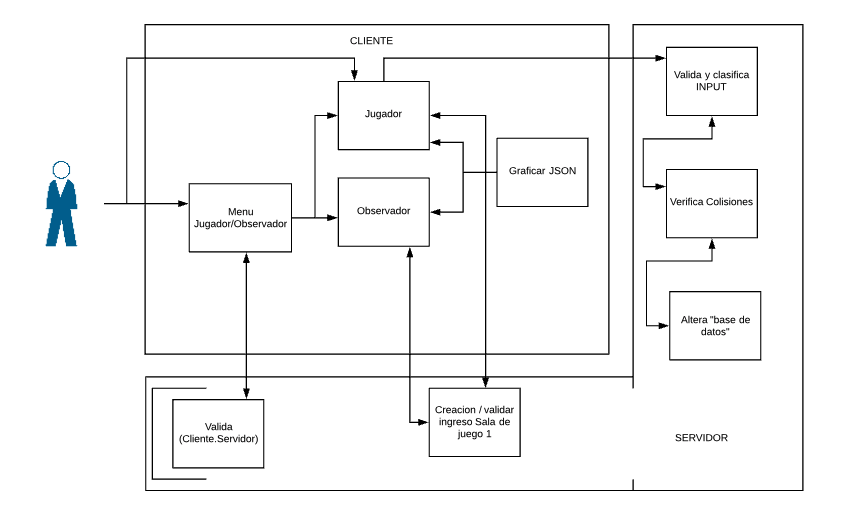 CLIENTE
Jugador
Graficar JSON
Menu
Jugador/Observador
Observador
Valida y clasifica
INPUT
Verifica Colisiones
Altera "base de
datos"
Valida
(Cliente.Servidor)
Creacion / validar
ingreso Sala de
juego 1
SERVIDOR